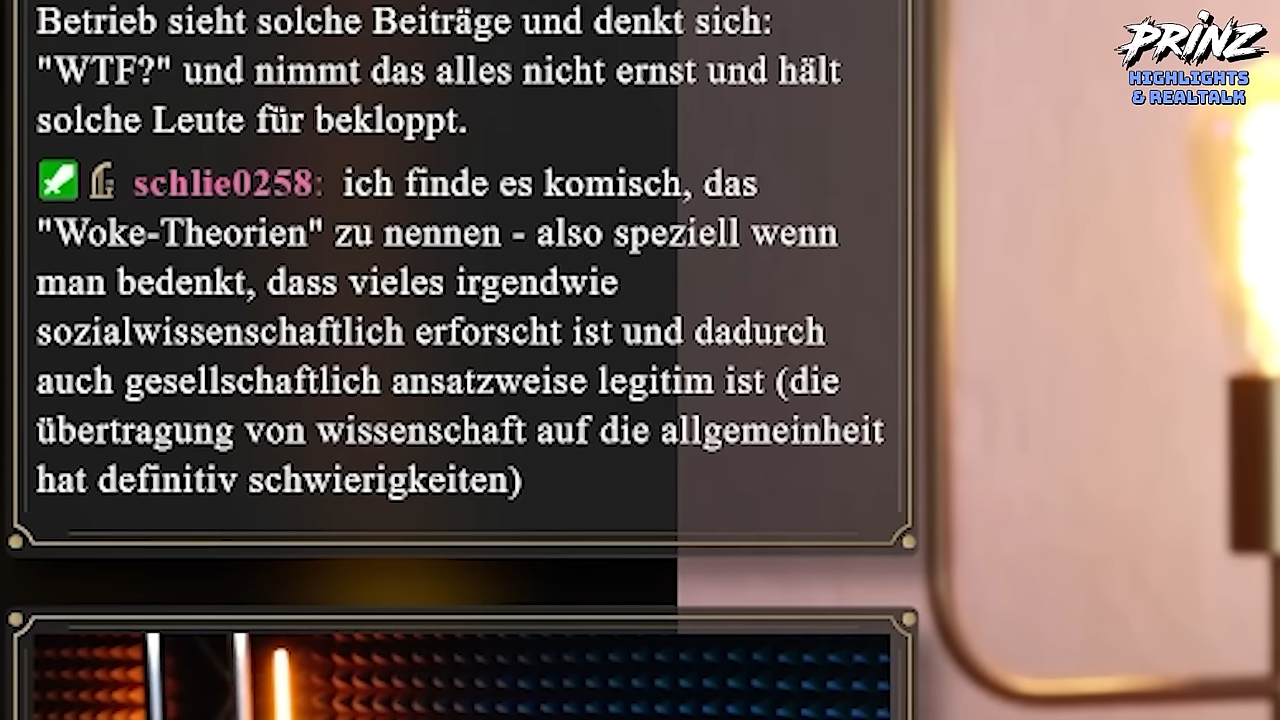 Betrieb sieht solche Beiträge und denkt sich:
"WTF?" und nimmt das alles nicht ernst und hält
solche Leute für bekloppt.
schlie0258: ich finde es komisch, das
"Woke-Theorien" zu nennen - also speziell wenn
man bedenkt, dass vieles irgendwie
sozialwissenschaftlich erforscht ist und dadurch
auch gesellschaftlich ansatzweise legitim ist (die
übertragung von wissenschaft auf die allgemeinheit
hat definitiv schwierigkeiten)
PRINZ
HIGHLIGHTS
& REALTALK